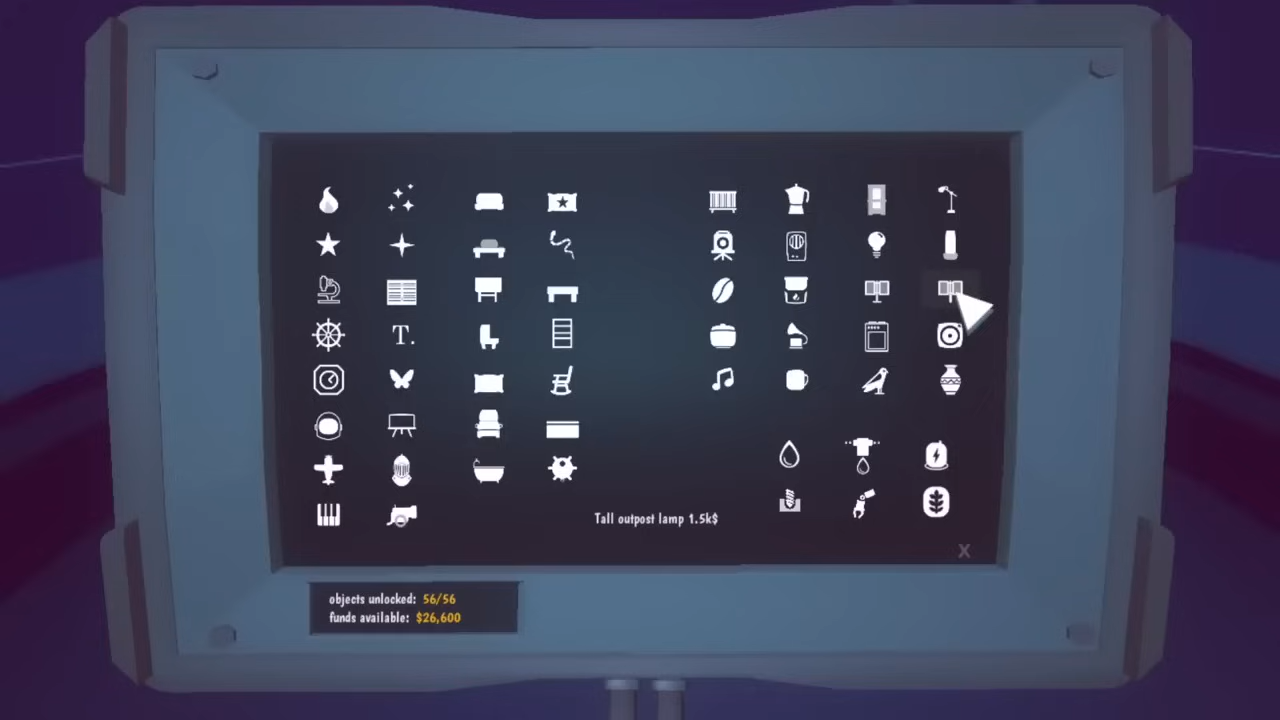 T.
Tall outpost lamp 1.5k$
X
objects unlocked: 56/56
funds available: $26,600